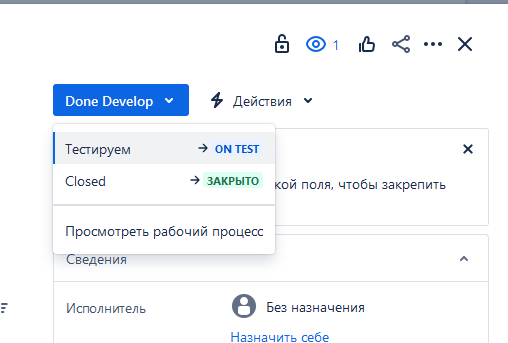 1
Done Develop
Действия
Тестируем → ON TEST
Closed → ЗАКРЫТО
кой поля, чтобы закрепить
Просмотреть рабочий процесс
Сведения
Исполнитель
Без назначения
Назначить себе